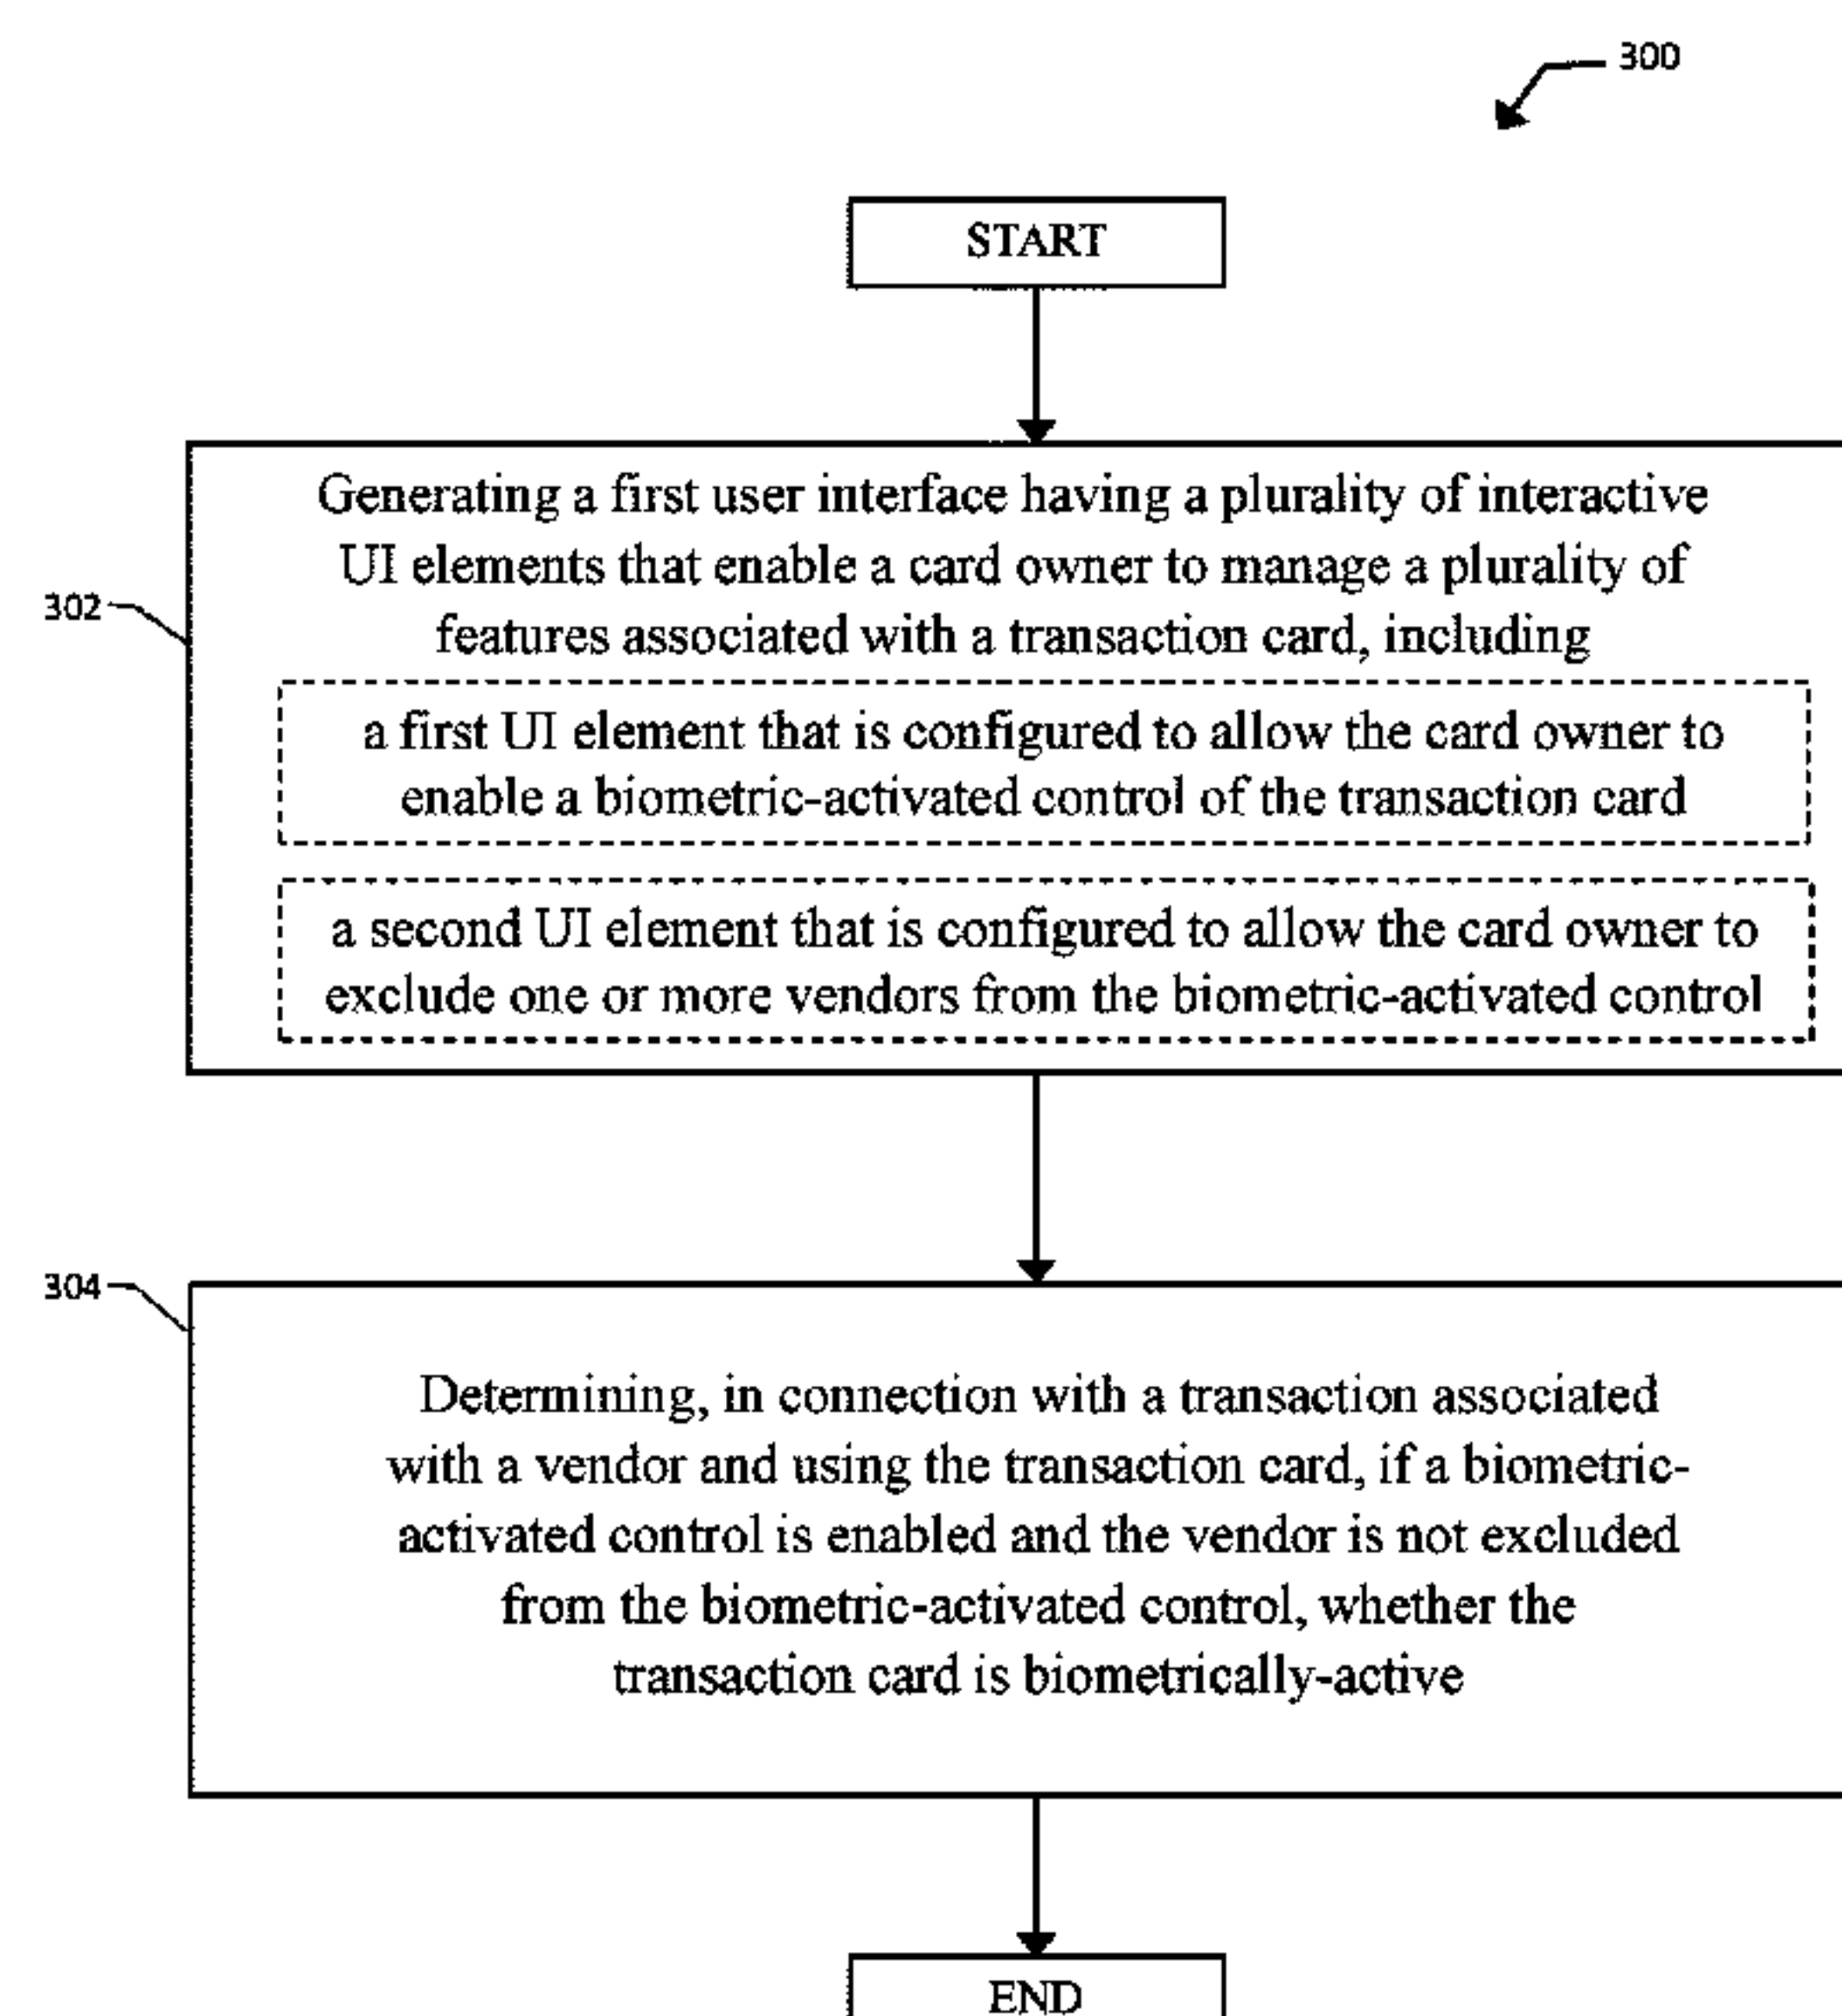 300
START
302
Generating a first user interface having a plurality of interactive
UI elements that enable a card owner to manage a plurality of
features associated with a transaction card, including
a first UI element that is configured to allow the card owner to
enable a biometric-activated control of the transaction card
a second UI element that is configured to allow the card owner to
exclude one or more vendors from the biometric-activated control
304
Determining, in connection with a transaction associated
with a vendor and using the transaction card, if a biometric-
activated control is enabled and the vendor is not excluded
from the biometric-activated control, whether the
transaction card is biometrically-active
END